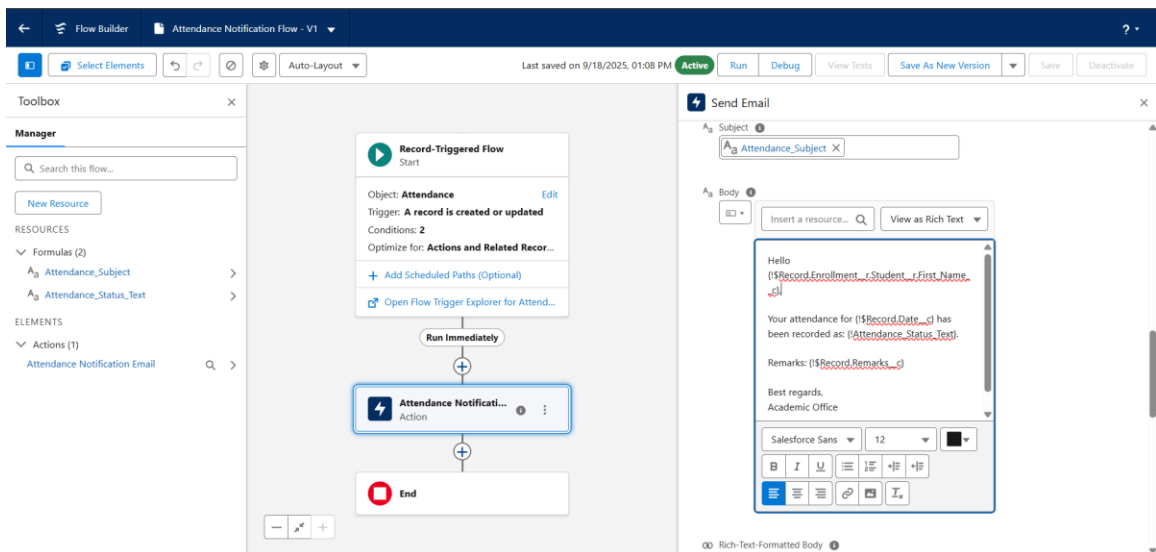 Flow Builder
Attendance Notification Flow - V1
?
Select Elements
Auto-Layout
Last saved on 9/18/2025, 01:08 PM
Active
Run
Debug
View Tests
Save As New Version
Save
Deactivate
Toolbox
Manager
Search this flow...
New Resource
RESOURCES
Formulas (2)
Aa Attendance_Subject
Aa Attendance_Status_Text
ELEMENTS
Actions (1)
Attendance Notification Email
Record-Triggered Flow
Start
Object: Attendance
Edit
Trigger: A record is created or updated
Conditions: 2
Optimize for: Actions and Related Recor...
+ Add Scheduled Paths (Optional)
Open Flow Trigger Explorer for Attend...
Run Immediately
Attendance Notificati...
Action
End
Send Email
Aa Subject
Aa Attendance_Subject
Aa Body
Insert a resource...
View as Rich Text
Hello
{!$Record.Enrollment__r.Student__r.First_Name_
_c},
Your attendance for {!$Record.Date__c} has
been recorded as: {!Attendance_Status_Text}.
Remarks: {!$Record.Remarks__c}
Best regards,
Academic Office
Salesforce Sans
12
B I U
Rich-Text-Formatted Body